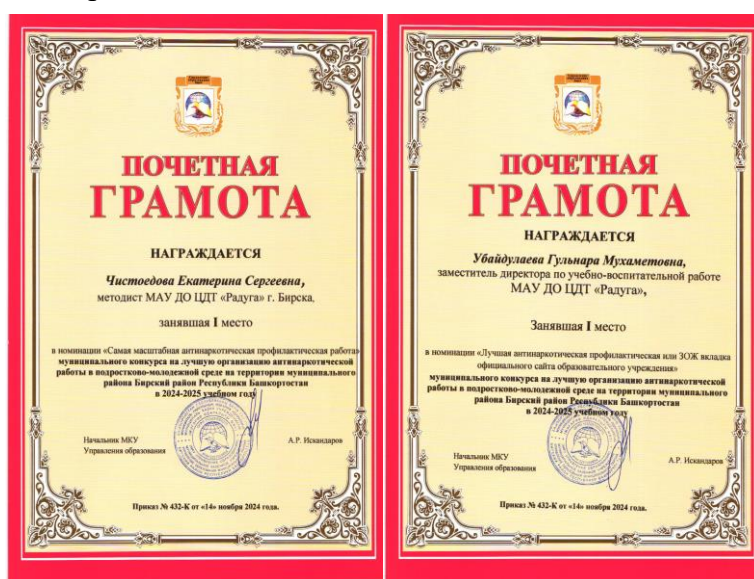 ПОЧЕТНАЯ
ГРАМОТА
НАГРАЖДАЕТСЯ
Чистоедова Екатерина Сергеевна,
методист МАУ ДО ЦДТ «Радуга» г. Бирска,
занявшая I место
в номинации «Самая масштабная антинаркотическая профилактическая работа»
муниципального конкурса на лучшую организацию антинаркотической
работы в подростково-молодежной среде на территории муниципального
района Бирский район Республики Башкортостан
в 2024-2025 учебном году
Начальник МКУ
Управления образования
А.Р. Искандаров
Приказ № 432-К от «14» ноября 2024 года.
ПОЧЕТНАЯ
ГРАМОТА
НАГРАЖДАЕТСЯ
Убайдулаева Гульнара Мухаметовна,
заместитель директора по учебно-воспитательной работе
МАУ ДО ЦДТ «Радуга»,
Занявшая I место
в номинации «Лучшая антинаркотическая профилактическая или ЗОЖ вкладка
официального сайта образовательного учреждения»
муниципального конкурса на лучшую организацию антинаркотической
работы в подростково-молодежной среде на территории муниципального
района Бирский район Республики Башкортостан
в 2024-2025 учебном году
Начальник МКУ
Управления образования
А.Р. Искандаров
Приказ № 432-К от «14» ноября 2024 года.